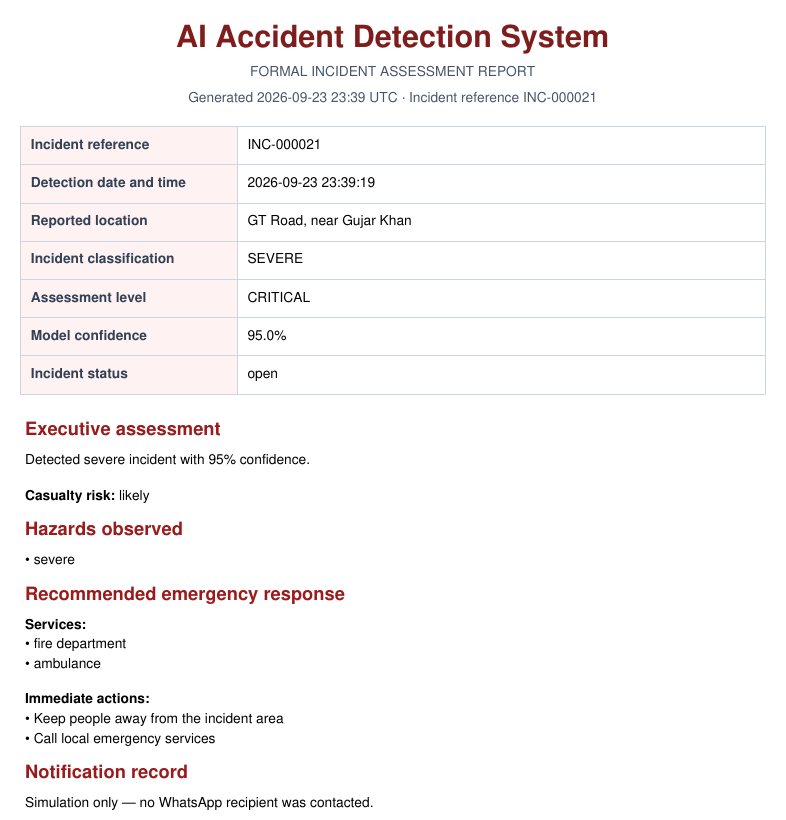 AI Accident Detection System
FORMAL INCIDENT ASSESSMENT REPORT
Generated 2026-09-23 23:39 UTC · Incident reference INC-000021
Incident reference INC-000021
Detection date and time 2026-09-23 23:39:19
Reported location GT Road, near Gujar Khan
Incident classification SEVERE
Assessment level CRITICAL
Model confidence 95.0%
Incident status open
Executive assessment
Detected severe incident with 95% confidence.
Casualty risk: likely
Hazards observed
• severe
Recommended emergency response
Services:
• fire department
• ambulance
Immediate actions:
• Keep people away from the incident area
• Call local emergency services
Notification record
Simulation only — no WhatsApp recipient was contacted.